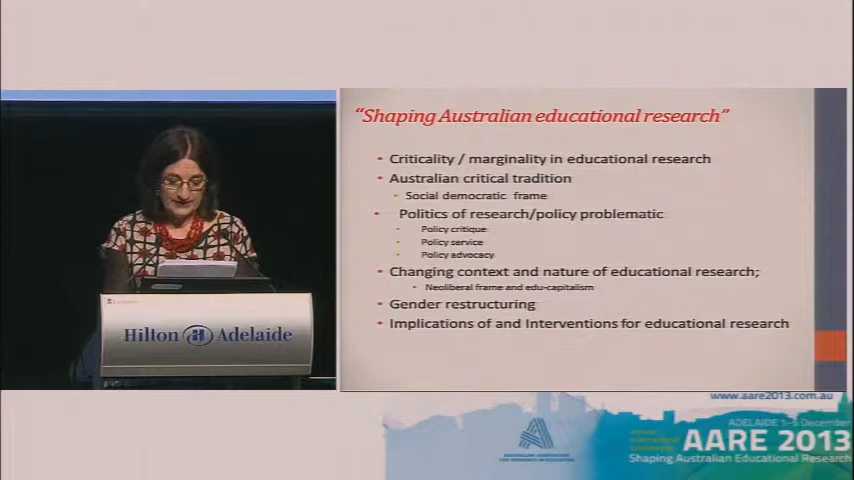 "Shaping Australian educational research"
Criticality / marginality in educational research
Australian critical tradition
Social democratic frame
Politics of research/policy problematic
Policy critique
Policy service
Policy advocacy
Changing context and nature of educational research;
Neoliberal frame and edu-capitalism
Gender restructuring
Implications of and Interventions for educational research
Hilton H Adelaide
www.aare2013.com.au
ADELAIDE 1-5 December
AARE 2013
Shaping Australian Educational Research